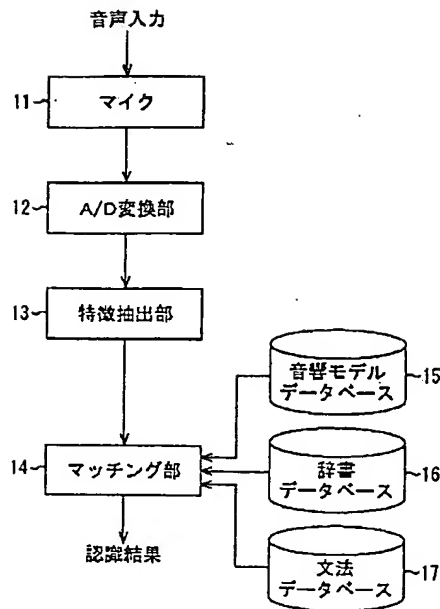 音声入力
11
マイク
12
A/D変換部
13
特徴抽出部
音響モデル
データベース
15
14
マッチング部
辞書
データベース
16
認識結果
文法
データベース
17